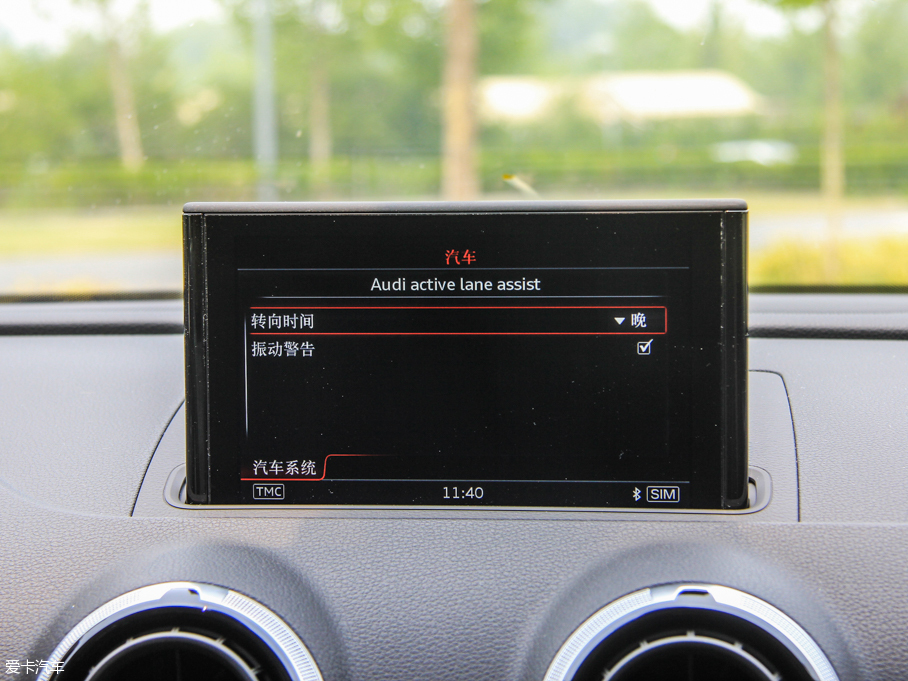 汽车
Audi active lane assist
转向时间 晚
振动警告
汽车系统
TMC 11:40 SIM
爱卡汽车